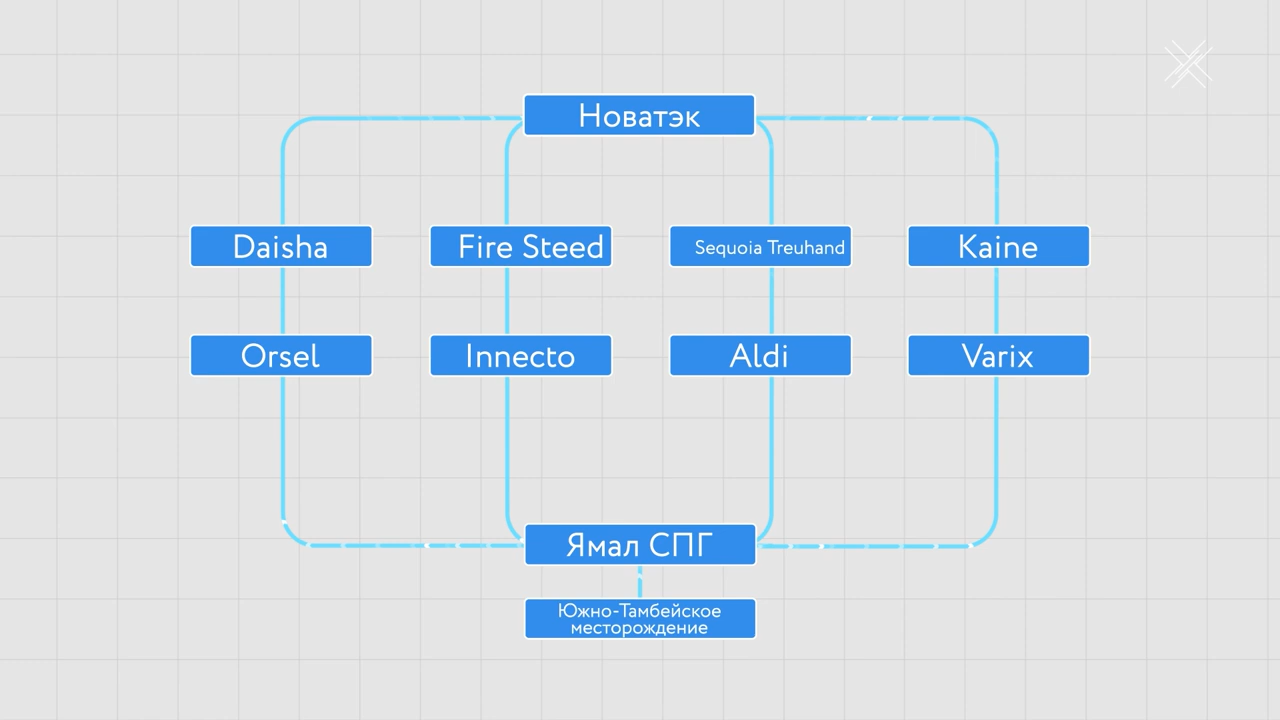 Новатэк
Daisha
Fire Steed
Sequoia Treuhand
Kaine
Orsel
Innecto
Aldi
Varix
Ямал СПГ
Южно-Тамбейское
месторождение